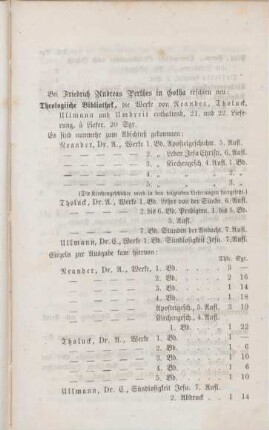 Bei Friedrich Andreas Perthes in Gotha erschien neu:
Theologische Bibliothek, die Werke von Neander, Tholuck,
Ullmann und Umbreit enthaltend, 21. und 22. Liefe-
rung. à Liefer. 20 Sgr.
Es sind nunmehr zum Abschluß gekommen:
Neander, Dr. A., Werke 1. Bd. Apostelgeschichte. 5. Aufl.
— — — 2. „ Leben Jesu Christi. 6. Aufl.
— — — 3. „ Kirchengesch. 4. Aufl. 1. Bd.
— — — 4. „
— — — 5. „
(Die Kirchengeschichte wird in den folgenden Lieferungen fortgesetzt.)
Tholuck, Dr. A., Werke 1. Bd. Lehre von der Sünde. 6. Aufl.
— — 2. bis 6. Bd. Predigten. 1. bis 5. Bd.
5. Aufl.
— — 7. Bd. Stunden der Andacht. 7. Aufl.
Ullmann, Dr. C., Werke 1. Bd. Sündlosigkeit Jesu. 7. Aufl.
Einzeln zur Ausgabe kam hiervon:
Thlr. Sgr.
Neander, Dr. A., Werke, 1. Bd. 3 —
— — — 2. Bd. 2 16
— — — 3. Bd. 1 14
— — — 4. Bd. 1 18
— — Apostelgesch., 5. Aufl. 3 10
— — Kirchengesch., 4. Aufl.
1. Bd. 1 22
Tholuck, Dr. A., Werke 1. Bd. 1 —
— — — 2. Bd. 1 6
— — — 3. Bd. 1 6
— — — 4. Bd. 1 6
— — — 5. Bd. 1 10
Ullmann, Dr. C., Sündlosigkeit Jesu. 7. Aufl.
2. Abdruck . 1 14